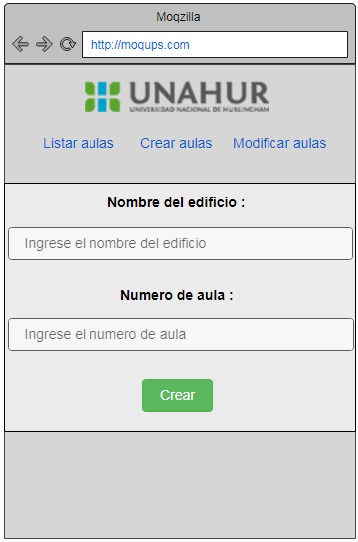 Moqzilla
http://moqups.com
UNAHUR
UNIVERSIDAD NACIONAL DE HURLINGHAM
Listar aulas Crear aulas Modificar aulas
Nombre del edificio :
Ingrese el nombre del edificio
Numero de aula :
Ingrese el numero de aula
Crear